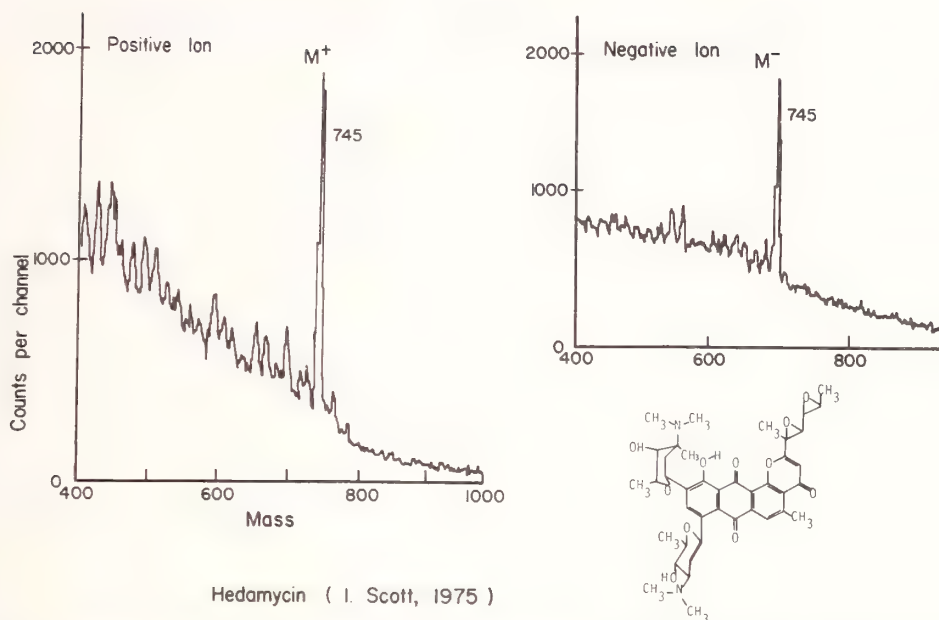 Positive Ion
2000
M+
745
1000
0
400
600
800
1000
Counts per channel
Mass
Negative Ion
2000
M−
745
1000
0
400
600
800
CH3
O
O
CH3
CH3 N CH3
HO
CH3 O H
O
O
O
CH3
O
O
CH3
O
CH3
HO
CH3 N
CH3
Hedamycin ( I. Scott, 1975 )